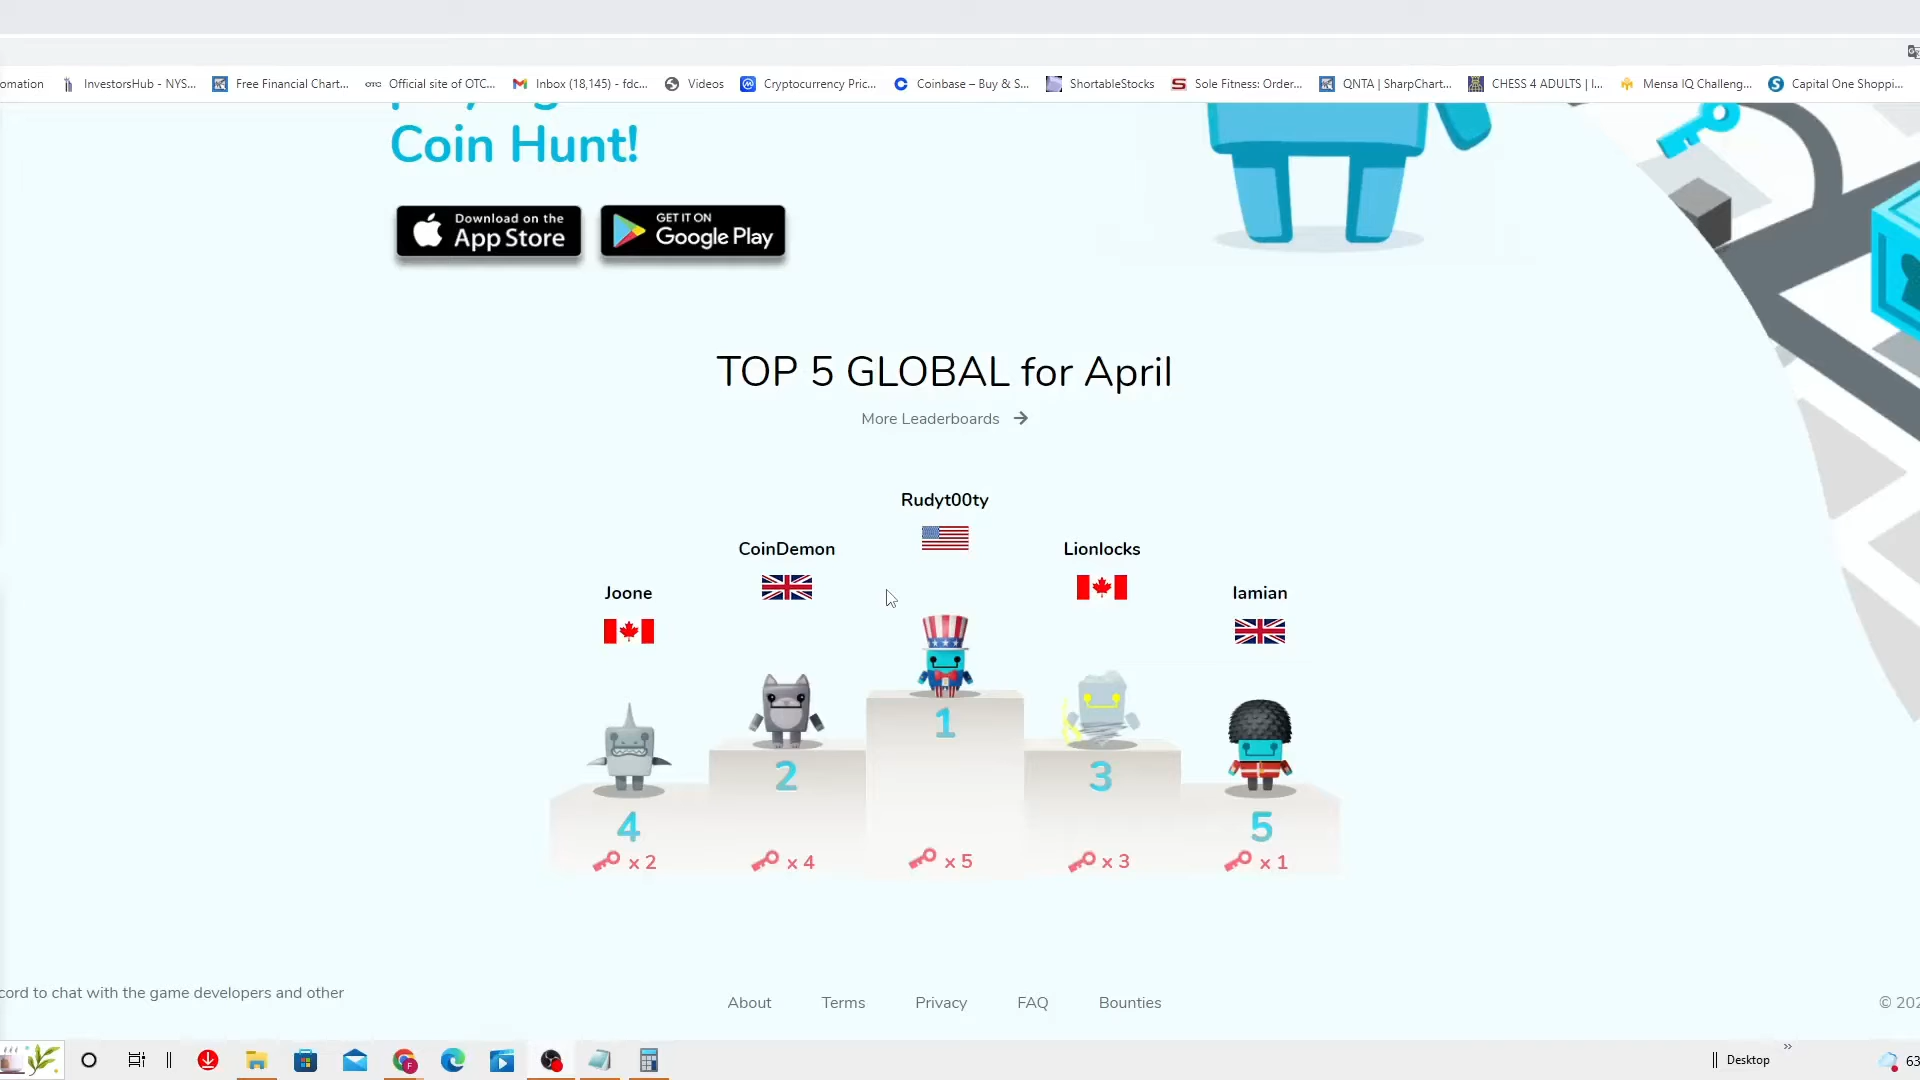 omation InvestorsHub - NYS... Free Financial Chart... OTC Official site of OTC... Inbox (18,145) - fdc... Videos Cryptocurrency Pric... Coinbase – Buy & S... ShortableStocks Sole Fitness: Order... QNTA | SharpChart... CHESS 4 ADULTS | I... Mensa IQ Challeng... Capital One Shoppi...
Coin Hunt!
Download on the
App Store
GET IT ON
Google Play
TOP 5 GLOBAL for April
More Leaderboards →
Rudyt00ty
CoinDemon
Lionlocks
Joone
Iamian
1
2
3
4
5
x 2
x 4
x 5
x 3
x 1
cord to chat with the game developers and other
About Terms Privacy FAQ Bounties
© 202
Desktop
63